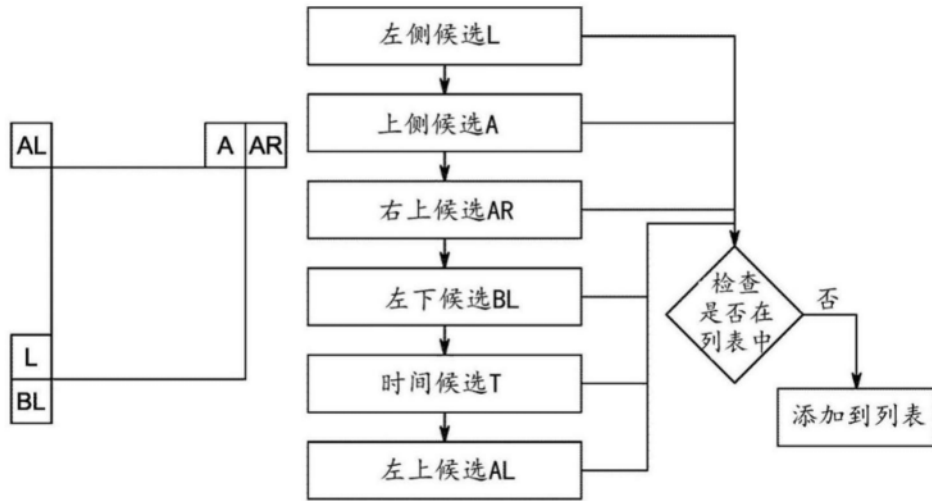 AL
A
AR
L
BL
左侧候选L
上侧候选A
右上候选AR
左下候选BL
时间候选T
左上候选AL
检查
是否在
列表中
否
添加到列表